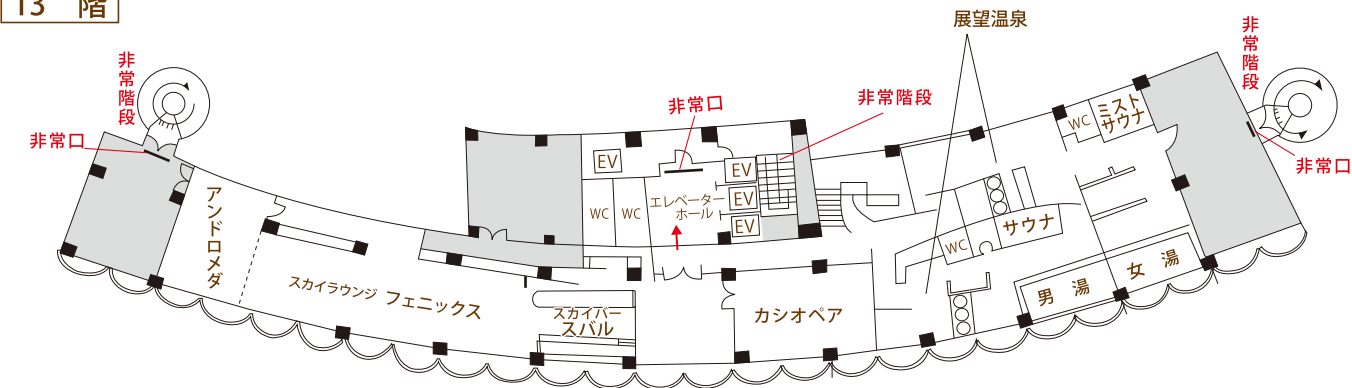 13 階
展望温泉
非常階段
非常口
非常口
非常階段
非常階段
非常口
WC
ミスト
サウナ
EV
EV
EV
EV
WC
WC
エレベーター
ホール
アンドロメダ
スカイラウンジ フェニックス
スカイバー
スバル
カシオペア
サウナ
WC
男湯
女湯